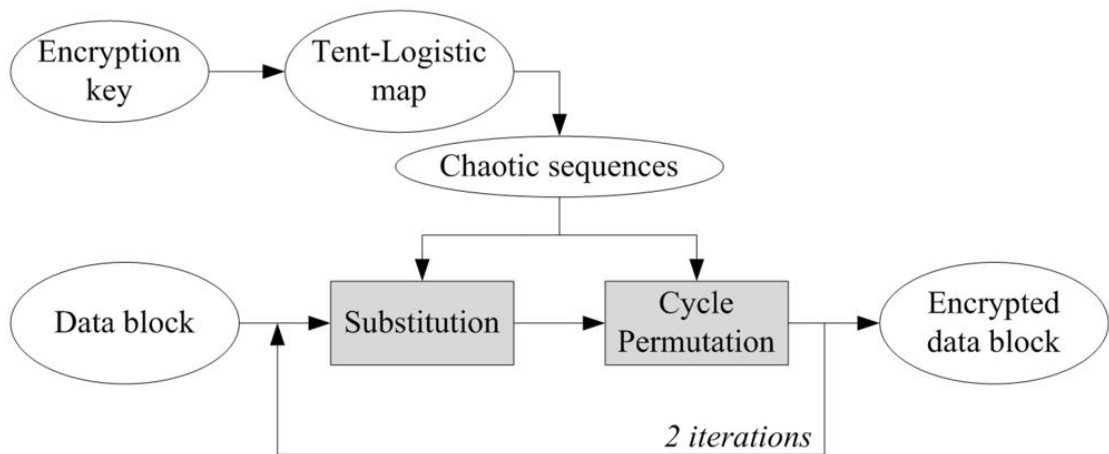 Encryption
key
Tent-Logistic
map
Chaotic sequences
Data block
Substitution
Cycle
Permutation
Encrypted
data block
2 iterations